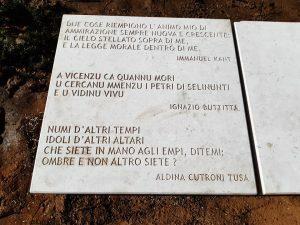 DUE COSE RIEMPIONO L'ANIMO MIO DI
AMMIRAZIONE SEMPRE NUOVA E CRESCENTE:
IL CIELO STELLATO SOPRA DI ME,
E LA LEGGE MORALE DENTRO DI ME.
IMMANUEL KANT
A VICENZU CA QUANNU MORI
U CERCANU MMENZU I PETRI DI SELINUNTI
E U VIDINU VIVU
IGNAZIO BUTTITTA
NUMI D'ALTRI TEMPI
IDOLI D'ALTRI ALTARI
CHE SIETE IN MANO AGLI EMPI, DITEMI:
OMBRE E NON ALTRO SIETE ?
ALDINA CUTRONI TUSA